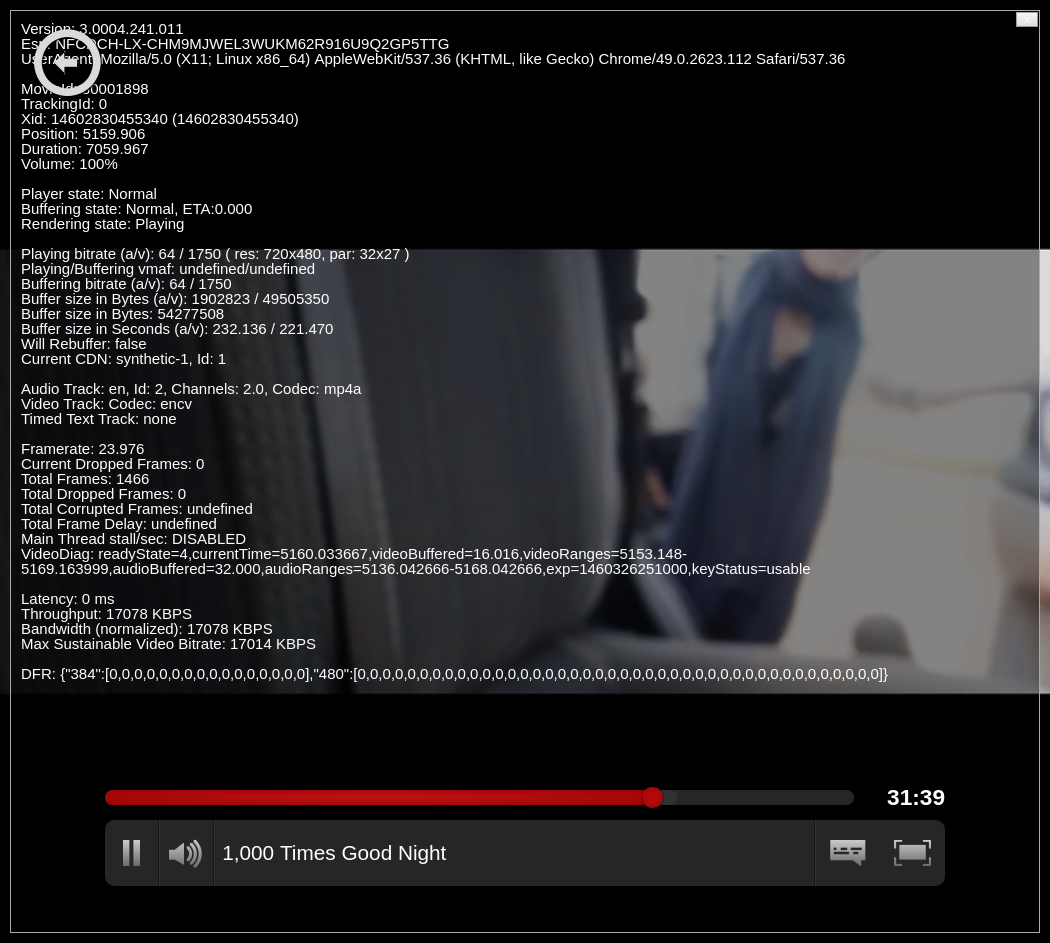 Version: 3.0004.241.011
Esn: NFCDCH-LX-CHM9MJWEL3WUKM62R916U9Q2GP5TTG
UserAgent: Mozilla/5.0 (X11; Linux x86_64) AppleWebKit/537.36 (KHTML, like Gecko) Chrome/49.0.2623.112 Safari/537.36
MovieId: 80001898
TrackingId: 0
Xid: 14602830455340 (14602830455340)
Position: 5159.906
Duration: 7059.967
Volume: 100%
Player state: Normal
Buffering state: Normal, ETA:0.000
Rendering state: Playing
Playing bitrate (a/v): 64 / 1750 ( res: 720x480, par: 32x27 )
Playing/Buffering vmaf: undefined/undefined
Buffering bitrate (a/v): 64 / 1750
Buffer size in Bytes (a/v): 1902823 / 49505350
Buffer size in Bytes: 54277508
Buffer size in Seconds (a/v): 232.136 / 221.470
Will Rebuffer: false
Current CDN: synthetic-1, Id: 1
Audio Track: en, Id: 2, Channels: 2.0, Codec: mp4a
Video Track: Codec: encv
Timed Text Track: none
Framerate: 23.976
Current Dropped Frames: 0
Total Frames: 1466
Total Dropped Frames: 0
Total Corrupted Frames: undefined
Total Frame Delay: undefined
Main Thread stall/sec: DISABLED
VideoDiag: readyState=4,currentTime=5160.033667,videoBuffered=16.016,videoRanges=5153.148-
5169.163999,audioBuffered=32.000,audioRanges=5136.042666-5168.042666,exp=1460326251000,keyStatus=usable
Latency: 0 ms
Throughput: 17078 KBPS
Bandwidth (normalized): 17078 KBPS
Max Sustainable Video Bitrate: 17014 KBPS
DFR: {"384":[0,0,0,0,0,0,0,0,0,0,0,0,0,0,0,0],"480":[0,0,0,0,0,0,0,0,0,0,0,0,0,0,0,0,0,0,0,0,0,0,0,0,0,0,0,0,0,0,0,0,0,0,0,0,0,0,0,0,0,0]}
31:39
1,000 Times Good Night